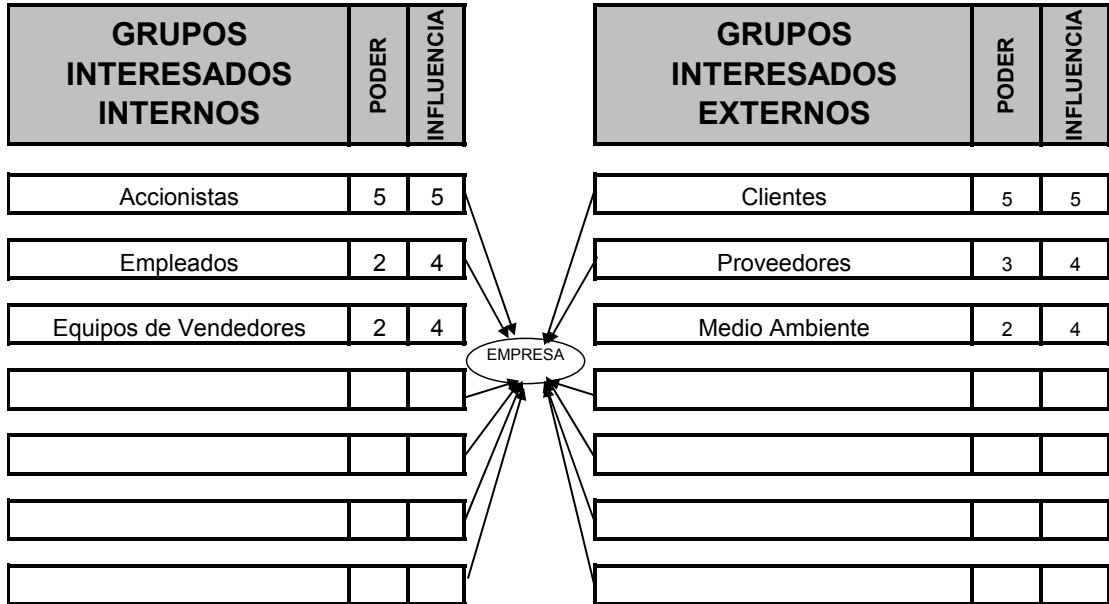 GRUPOS
INTERESADOS
INTERNOS
PODER
INFLUENCIA
GRUPOS
INTERESADOS
EXTERNOS
PODER
INFLUENCIA
Accionistas 5 5
Clientes 5 5
Empleados 2 4
Proveedores 3 4
Equipos de Vendedores 2 4
Medio Ambiente 2 4
EMPRESA